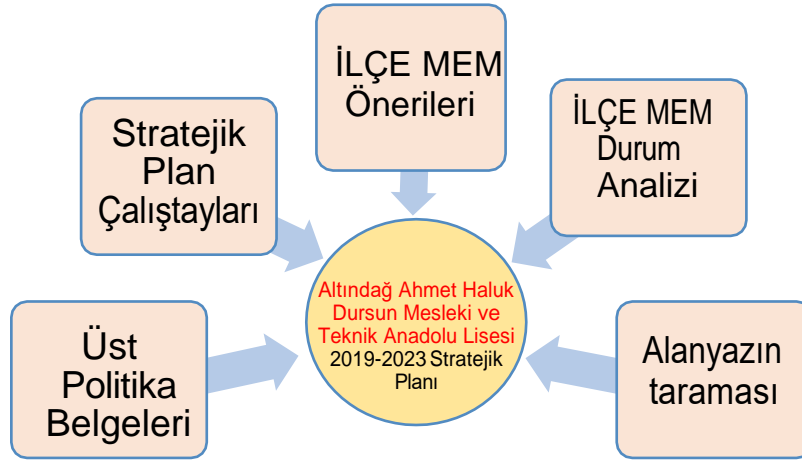 İLÇE MEM
Önerileri
Stratejik
Plan
Çalıştayları
İLÇE MEM
Durum
Analizi
Altındağ Ahmet Haluk
Dursun Mesleki ve
Teknik Anadolu Lisesi
2019-2023 Stratejik
Planı
Üst
Politika
Belgeleri
Alanyazın
taraması